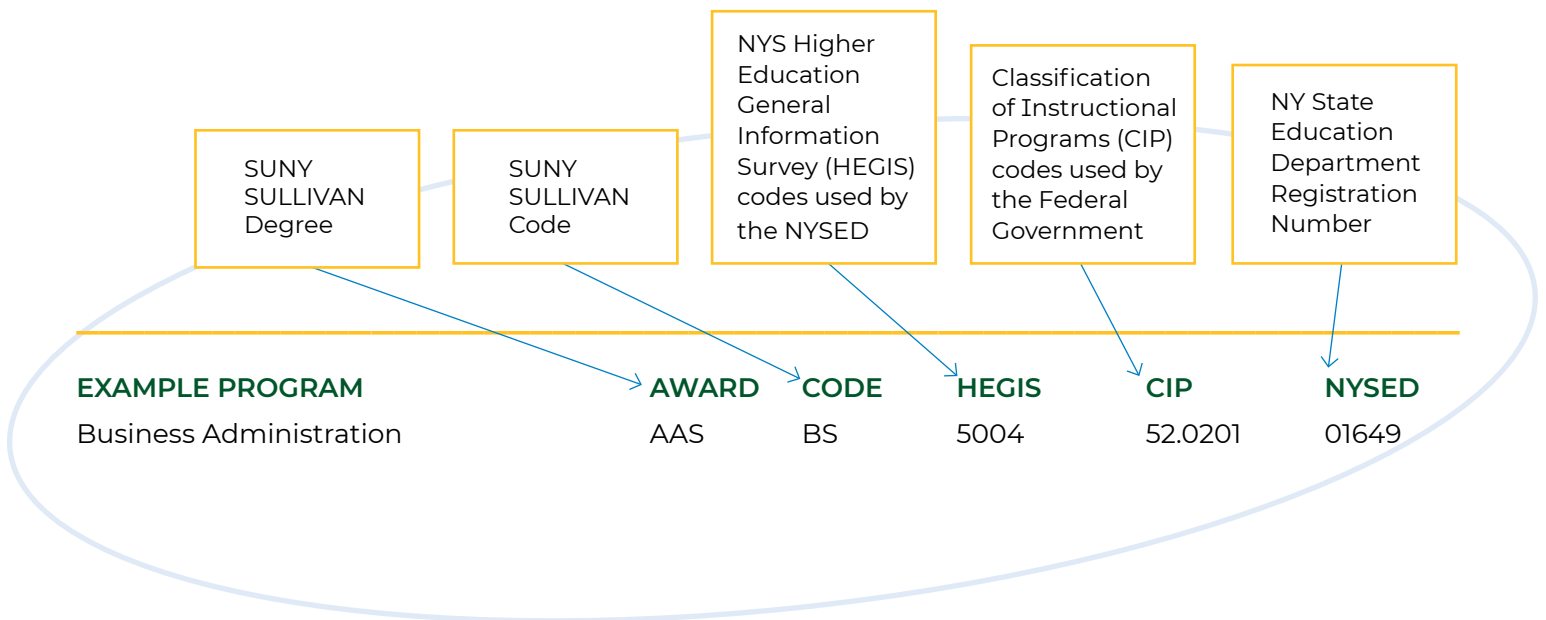 SUNY
SULLIVAN
Degree
SUNY
SULLIVAN
Code
NYS Higher
Education
General
Information
Survey (HEGIS)
codes used by
the NYSED
Classification
of Instructional
Programs (CIP)
codes used by
the Federal
Government
NY State
Education
Department
Registration
Number
EXAMPLE PROGRAM AWARD CODE HEGIS CIP NYSED
Business Administration AAS BS 5004 52.0201 01649